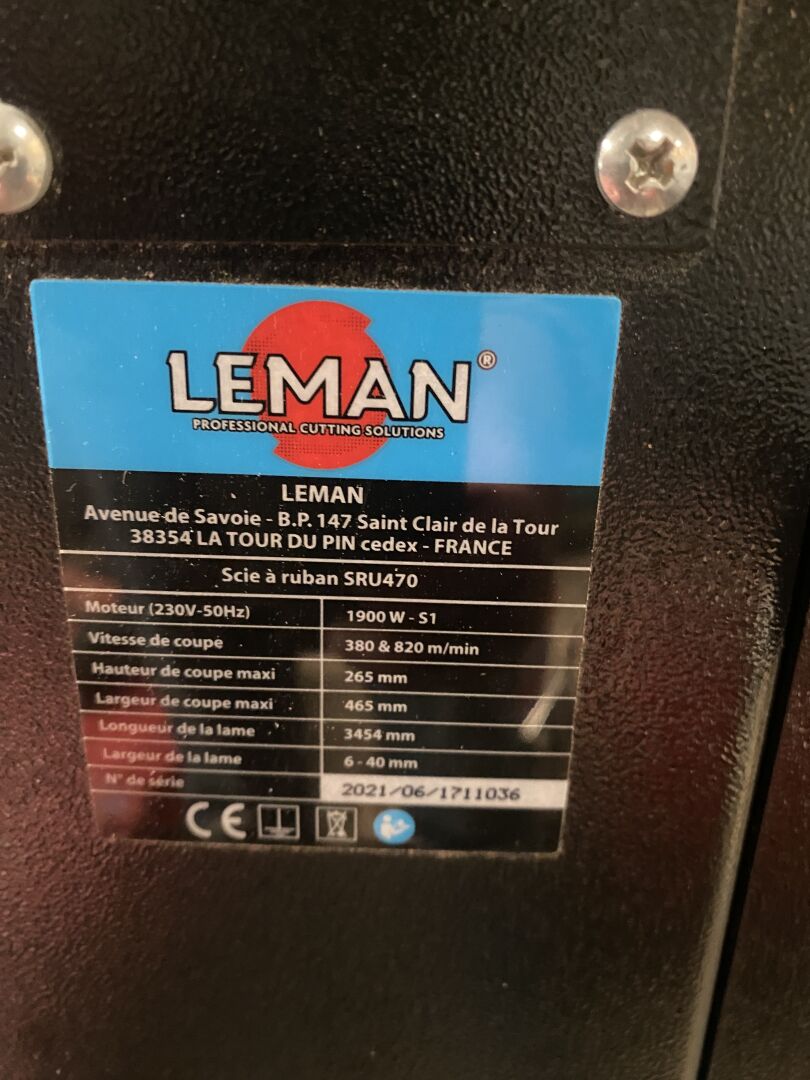 LEMAN®
PROFESSIONAL CUTTING SOLUTIONS
LEMAN
Avenue de Savoie - B.P. 147 Saint Clair de la Tour
38354 LA TOUR DU PIN cedex - FRANCE
Scie à ruban SRU470
Moteur (230V-50Hz) 1900 W - S1
Vitesse de coupe 380 & 820 m/min
Hauteur de coupe maxi 265 mm
Largeur de coupe maxi 465 mm
Longueur de la lame 3454 mm
Largeur de la lame 6 - 40 mm
N° de série 2021/06/1711036
CE